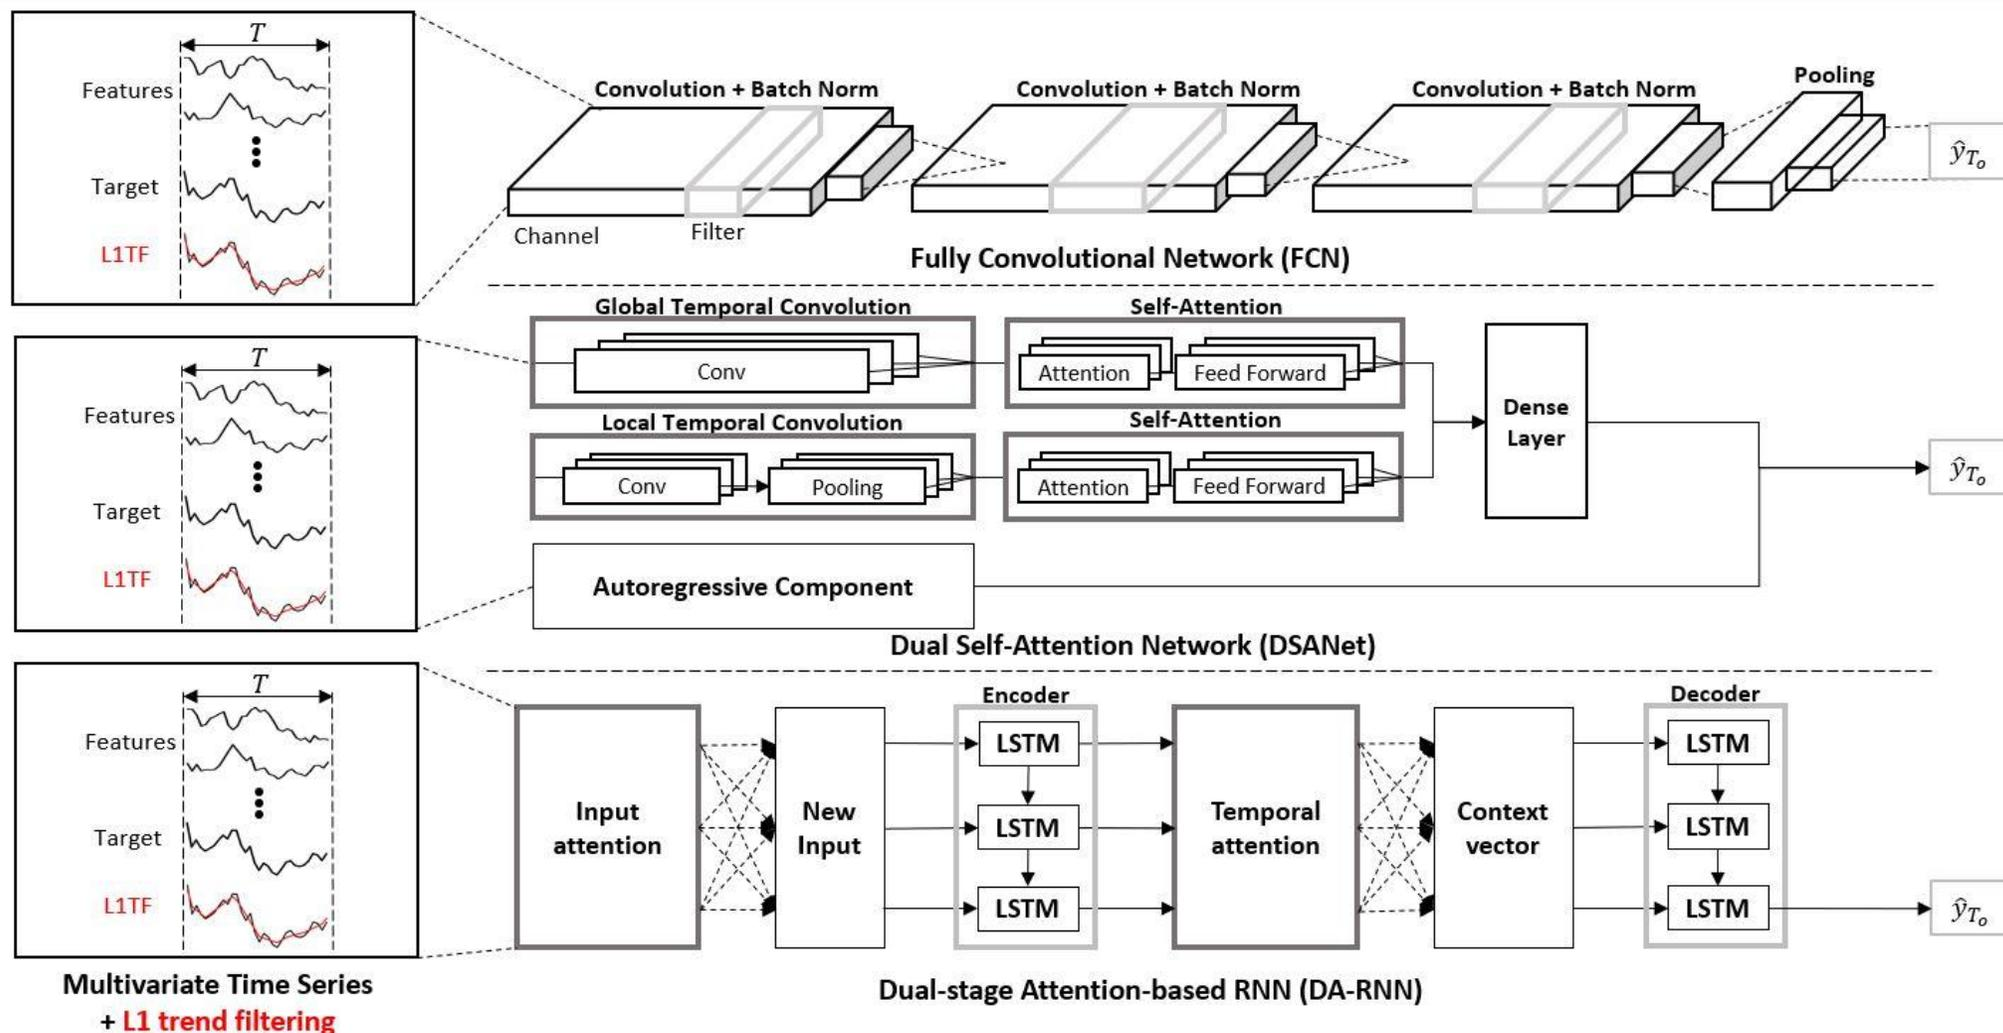 T
Features
Target
L1TF
Convolution + Batch Norm
Convolution + Batch Norm
Convolution + Batch Norm
Pooling
Channel
Filter
ŷ_{T_o}
Fully Convolutional Network (FCN)
T
Features
Target
L1TF
Global Temporal Convolution
Self-Attention
Conv
Attention
Feed Forward
Local Temporal Convolution
Self-Attention
Conv
Pooling
Attention
Feed Forward
Dense
Layer
ŷ_{T_o}
Autoregressive Component
Dual Self-Attention Network (DSANet)
T
Features
Target
L1TF
Input
attention
New
Input
Encoder
LSTM
LSTM
LSTM
Temporal
attention
Context
vector
Decoder
LSTM
LSTM
LSTM
ŷ_{T_o}
Multivariate Time Series
+ L1 trend filtering
Dual-stage Attention-based RNN (DA-RNN)